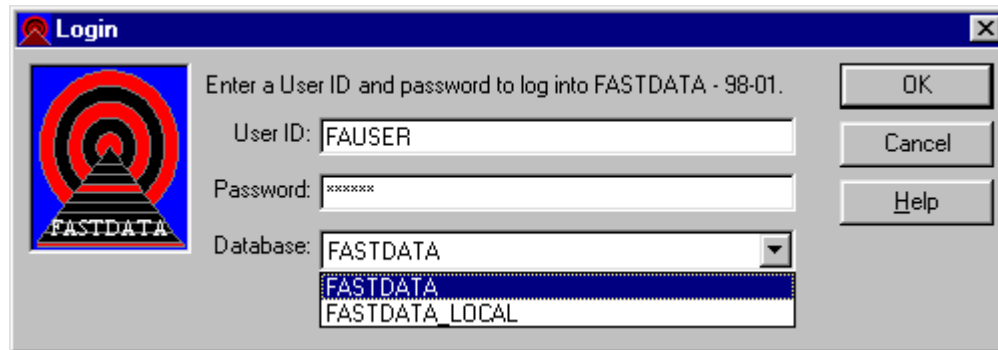 Login
Enter a User ID and password to log into FASTDATA - 98-01.
OK
User ID: FAUSER
Cancel
Password: ××××××
Help
FASTDATA
Database: FASTDATA
FASTDATA
FASTDATA_LOCAL